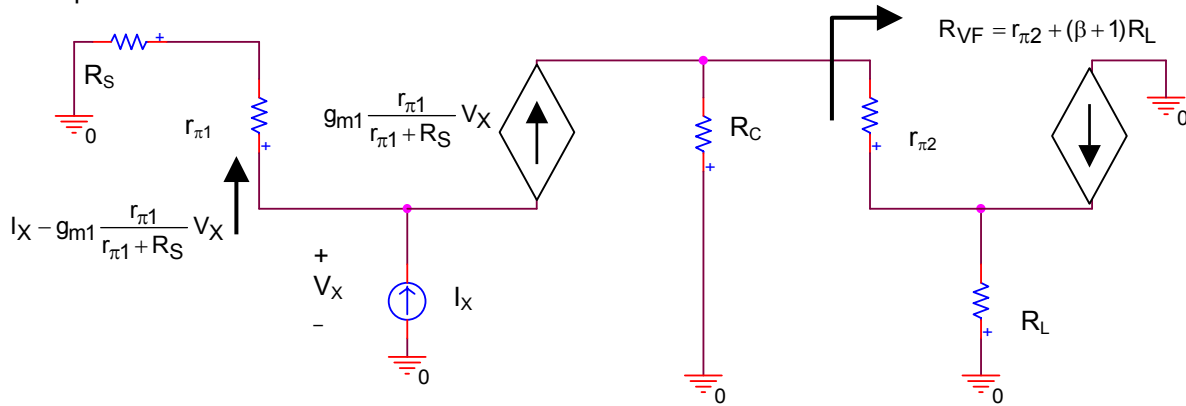 R_S
0
r_π1
I_X − g_m1 r_π1/(r_π1 + R_S) V_X
g_m1 r_π1/(r_π1 + R_S) V_X
+
V_X
−
I_X
0
R_C
0
R_VF = r_π2 + (β + 1)R_L
r_π2
0
R_L
0
+
+
+
+
+